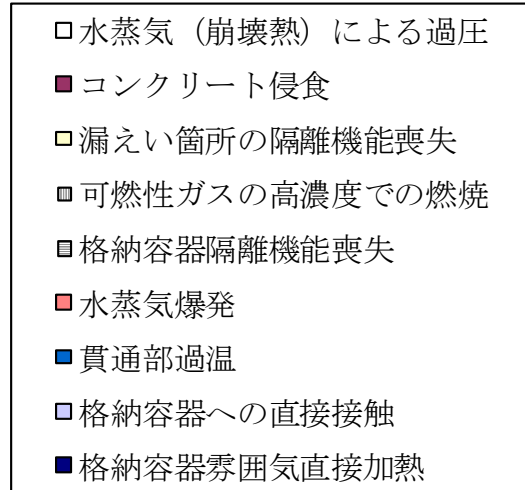 水蒸気（崩壊熱）による過圧
コンクリート侵食
漏えい箇所の隔離機能喪失
可燃性ガスの高濃度での燃焼
格納容器隔離機能喪失
水蒸気爆発
貫通部過温
格納容器への直接接触
格納容器雰囲気直接加熱